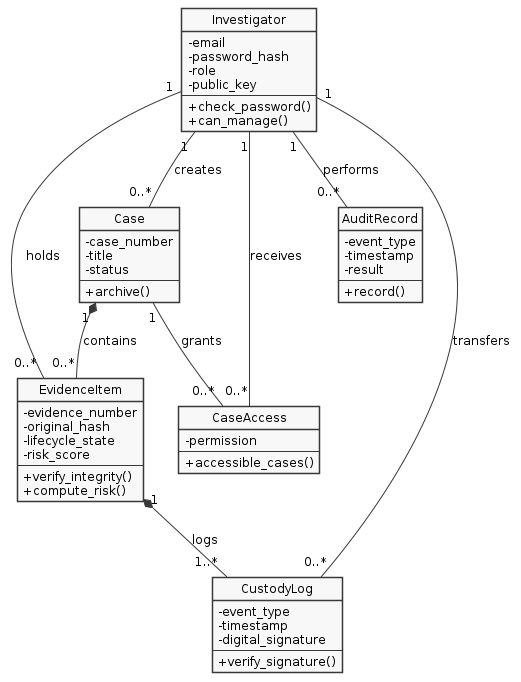 Investigator
-email
-password_hash
-role
-public_key
+check_password()
+can_manage()
1
1
1
1
1
1
creates
performs
0..*
0..*
Case
-case_number
-title
-status
+archive()
AuditRecord
-event_type
-timestamp
-result
+record()
holds
receives
transfers
1
1
contains
grants
0..*
0..*
0..*
0..*
EvidenceItem
-evidence_number
-original_hash
-lifecycle_state
-risk_score
+verify_integrity()
+compute_risk()
CaseAccess
-permission
+accessible_cases()
1
logs
1..*
0..*
CustodyLog
-event_type
-timestamp
-digital_signature
+verify_signature()